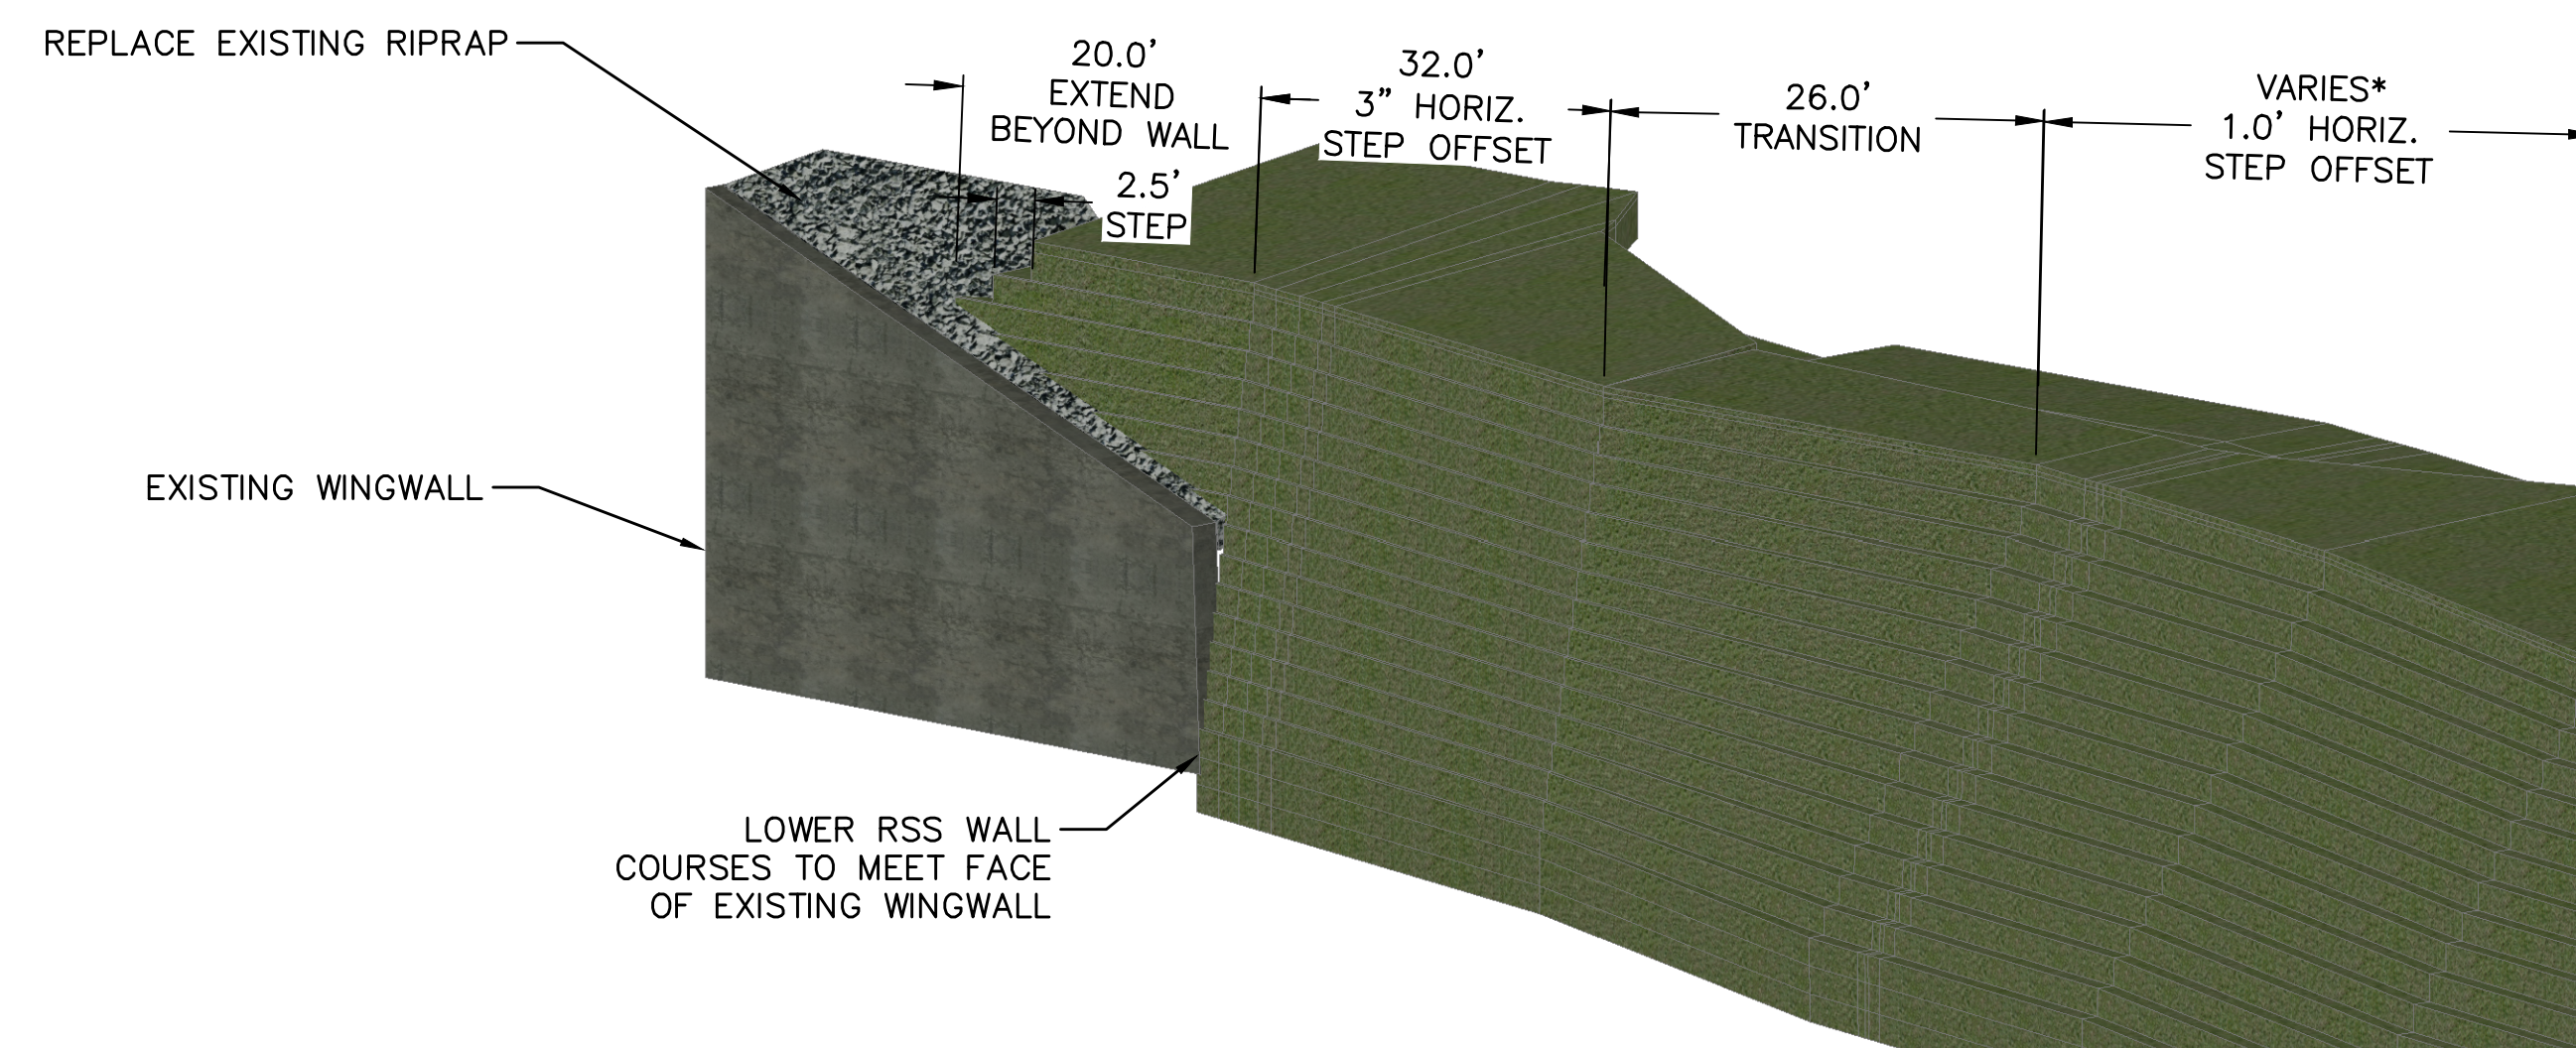 REPLACE EXISTING RIPRAP
20.0'
EXTEND
BEYOND WALL
2.5'
STEP
32.0'
3" HORIZ.
STEP OFFSET
26.0'
TRANSITION
VARIES*
1.0' HORIZ.
STEP OFFSET
EXISTING WINGWALL
LOWER RSS WALL
COURSES TO MEET FACE
OF EXISTING WINGWALL